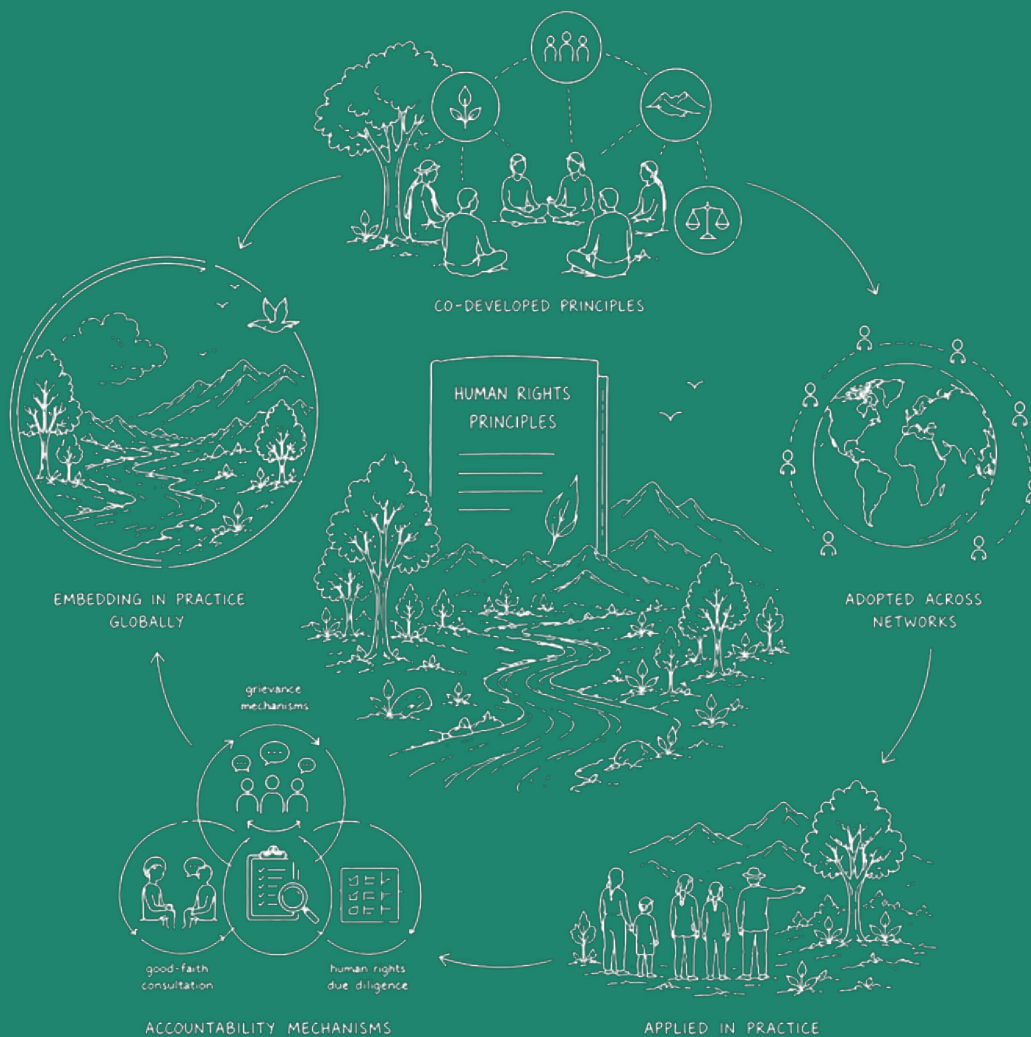 CO-DEVELOPED PRINCIPLES
HUMAN RIGHTS
PRINCIPLES
EMBEDDING IN PRACTICE
GLOBALLY
ADOPTED ACROSS
NETWORKS
grievance
mechanisms
good-faith
consultation
human rights
due diligence
ACCOUNTABILITY MECHANISMS
APPLIED IN PRACTICE